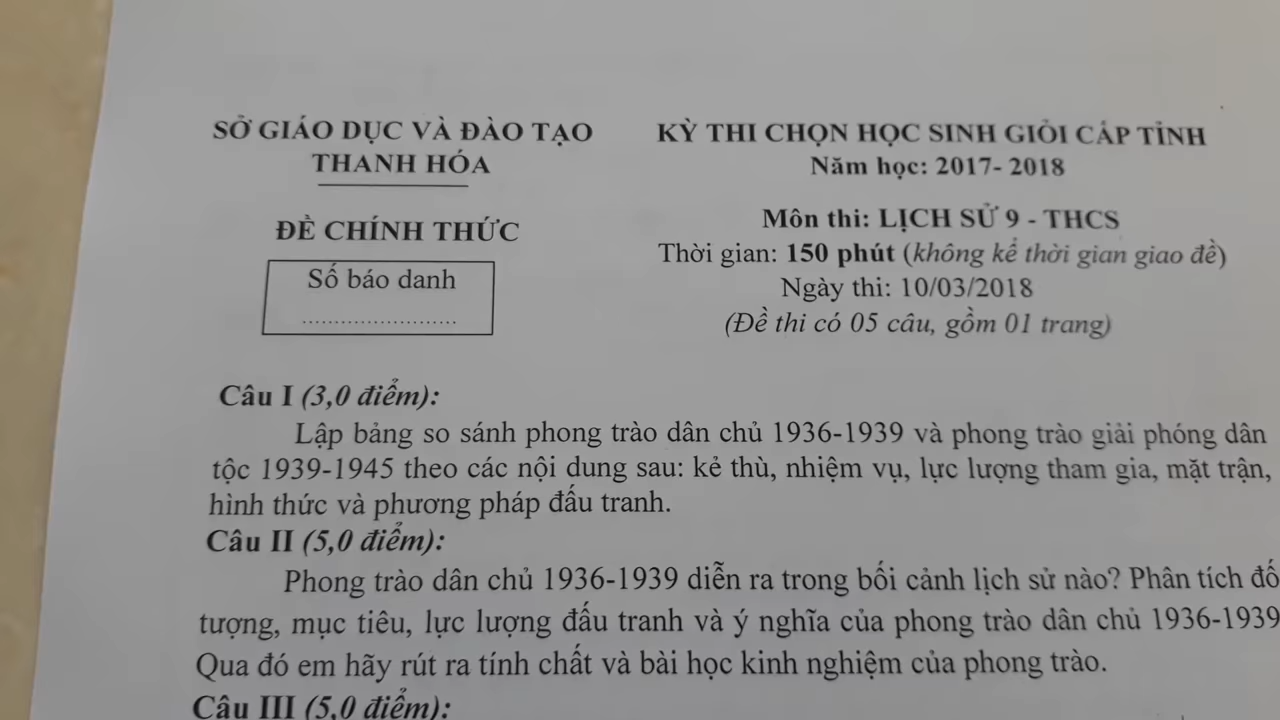 SỞ GIÁO DỤC VÀ ĐÀO TẠO
THANH HÓA
ĐỀ CHÍNH THỨC
Số báo danh
........................
KỲ THI CHỌN HỌC SINH GIỎI CẤP TỈNH
Năm học: 2017- 2018
Môn thi: LỊCH SỬ 9 - THCS
Thời gian: 150 phút (không kể thời gian giao đề)
Ngày thi: 10/03/2018
(Đề thi có 05 câu, gồm 01 trang)
Câu I (3,0 điểm):
Lập bảng so sánh phong trào dân chủ 1936-1939 và phong trào giải phóng dân
tộc 1939-1945 theo các nội dung sau: kẻ thù, nhiệm vụ, lực lượng tham gia, mặt trận,
hình thức và phương pháp đấu tranh.
Câu II (5,0 điểm):
Phong trào dân chủ 1936-1939 diễn ra trong bối cảnh lịch sử nào? Phân tích đố
tượng, mục tiêu, lực lượng đấu tranh và ý nghĩa của phong trào dân chủ 1936-1939
Qua đó em hãy rút ra tính chất và bài học kinh nghiệm của phong trào.
Câu III (5,0 điểm):